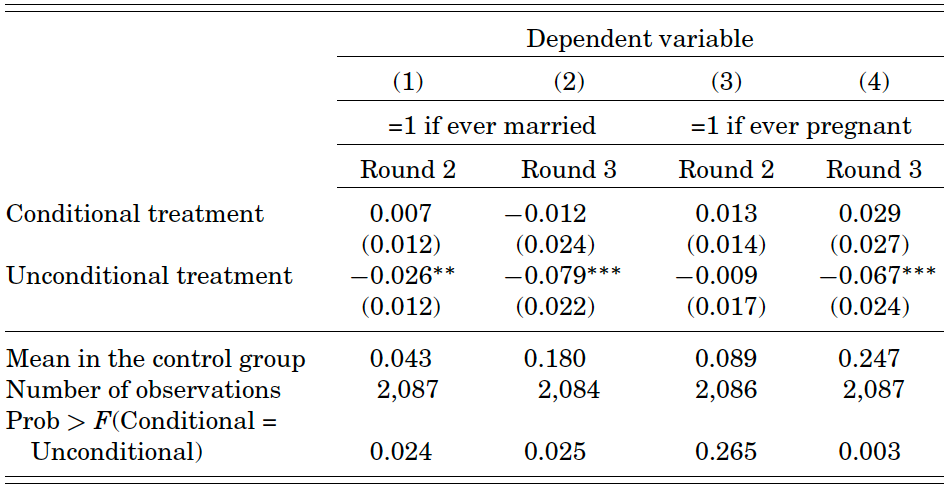 Dependent variable
(1) (2) (3) (4)
=1 if ever married =1 if ever pregnant
Round 2 Round 3 Round 2 Round 3
Conditional treatment 0.007 −0.012 0.013 0.029
(0.012) (0.024) (0.014) (0.027)
Unconditional treatment −0.026** −0.079*** −0.009 −0.067***
(0.012) (0.022) (0.017) (0.024)
Mean in the control group 0.043 0.180 0.089 0.247
Number of observations 2,087 2,084 2,086 2,087
Prob > F(Conditional =
Unconditional) 0.024 0.025 0.265 0.003